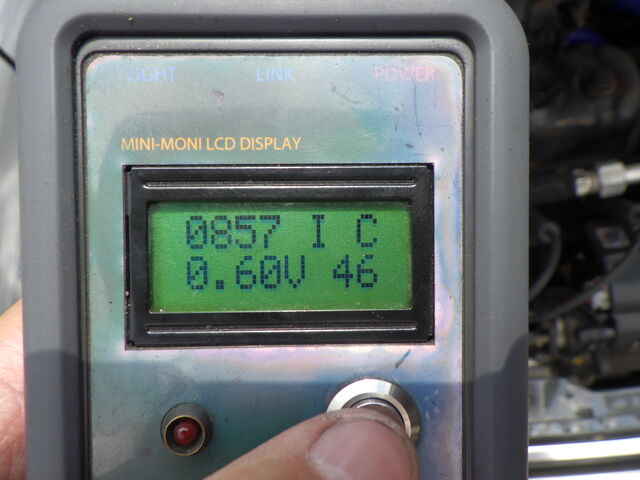 LIGHT LINK POWER
MINI-MONI LCD DISPLAY
0857 I C
0.60V 46